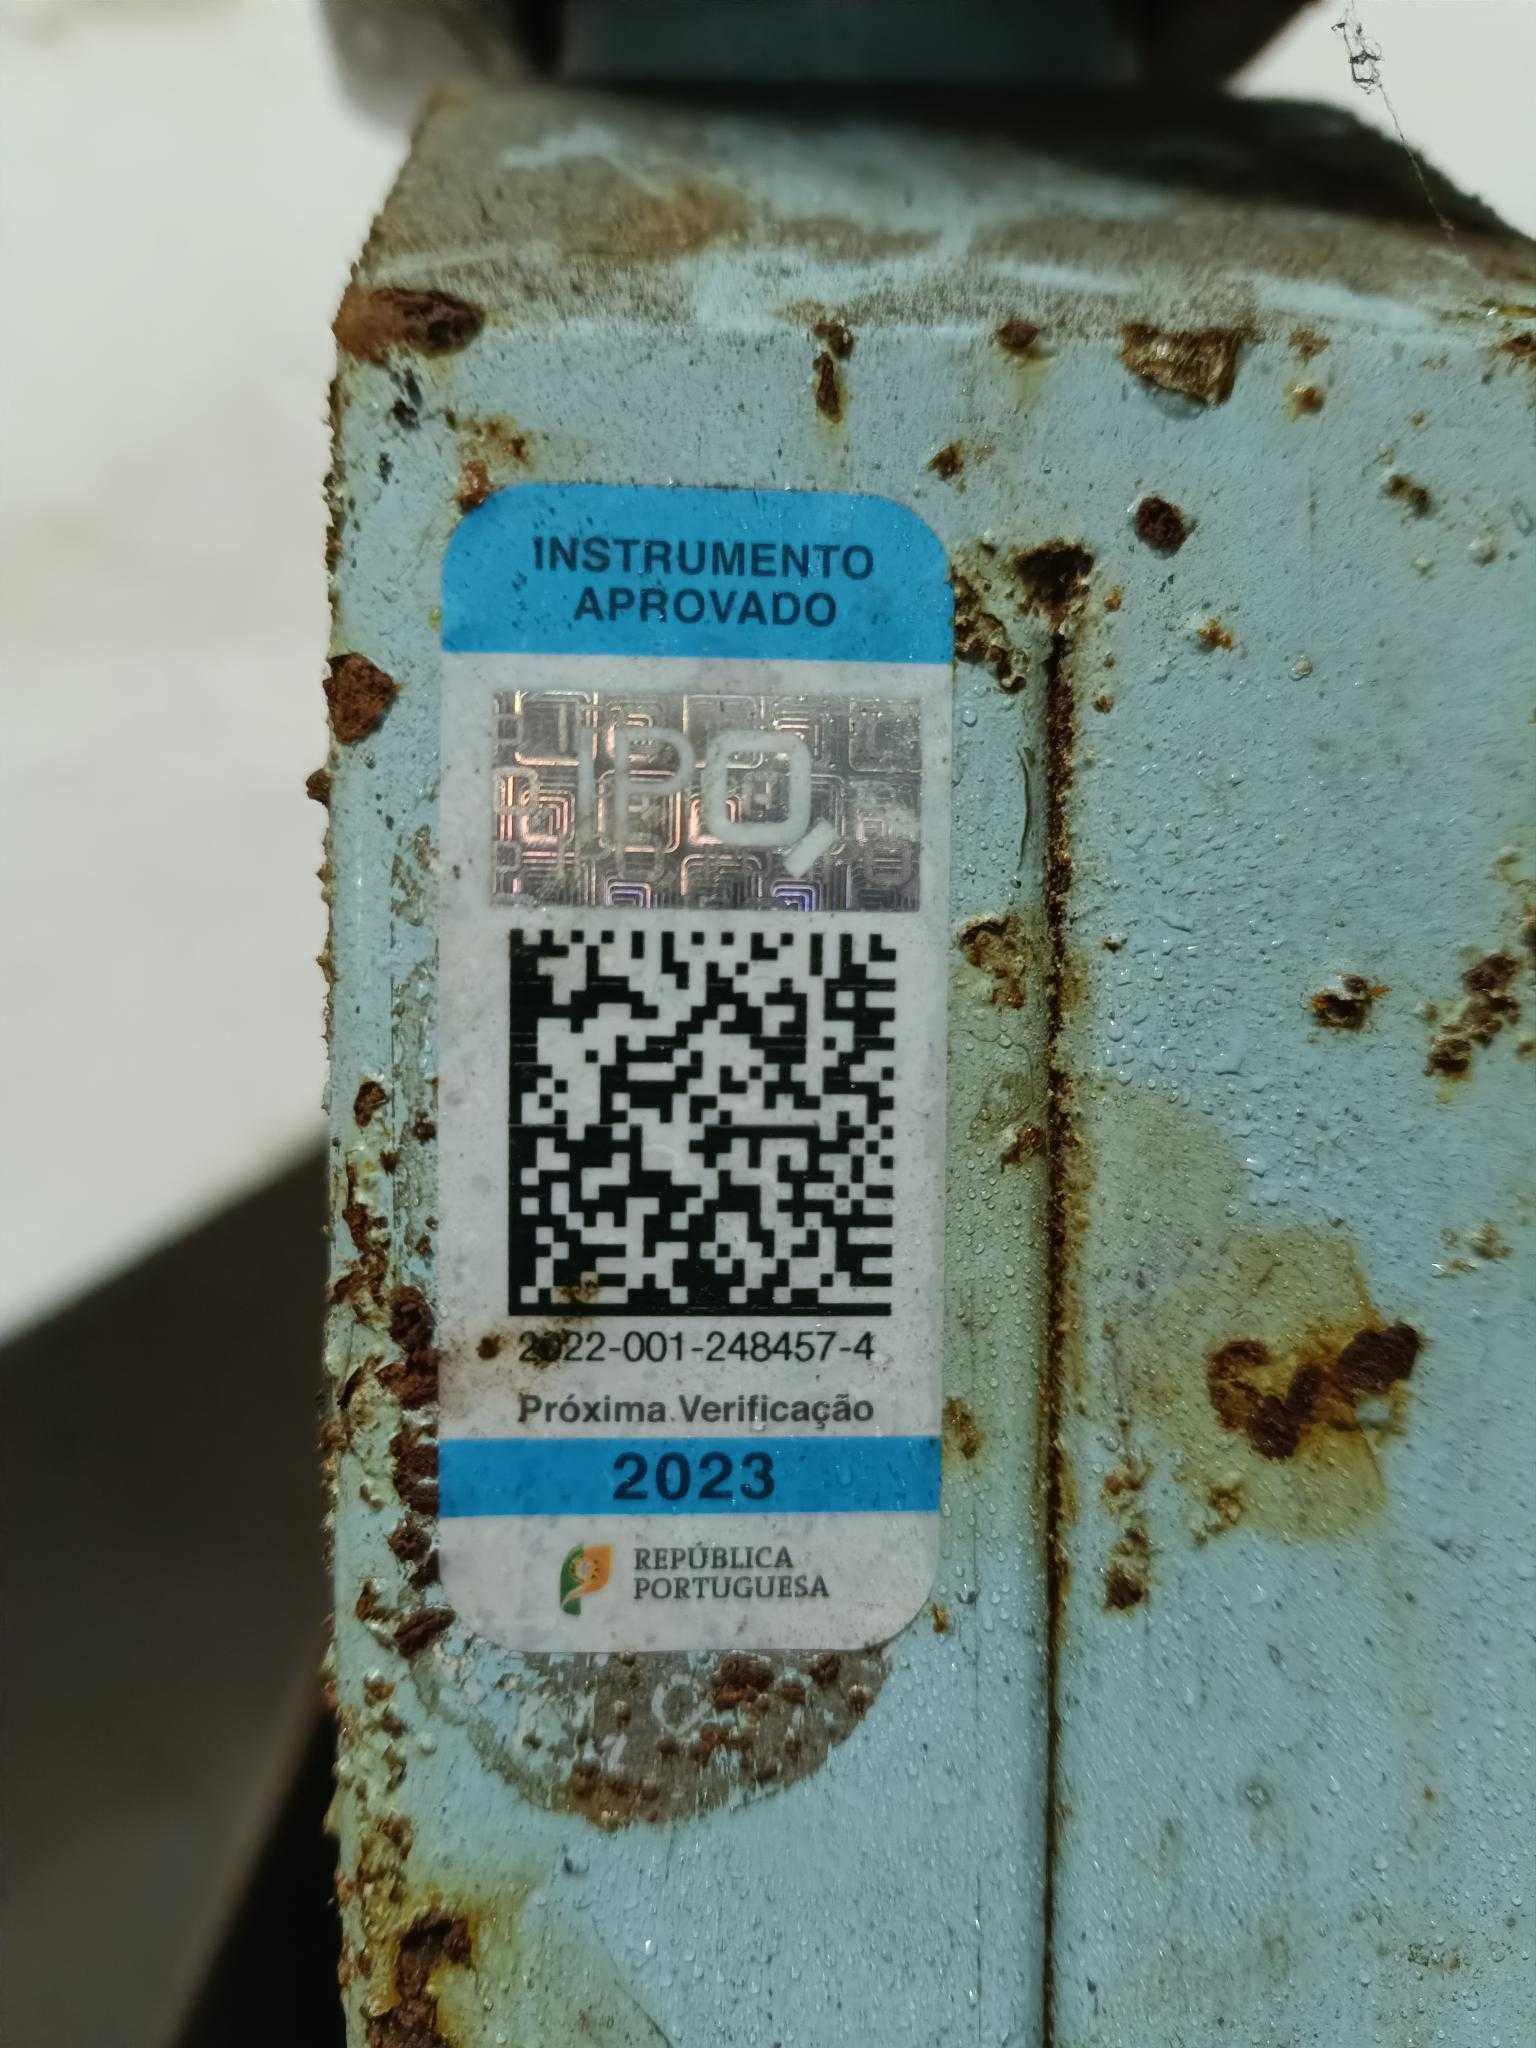 INSTRUMENTO
APROVADO
IPQ
2022-001-248457-4
Próxima Verificação
2023
REPÚBLICA
PORTUGUESA